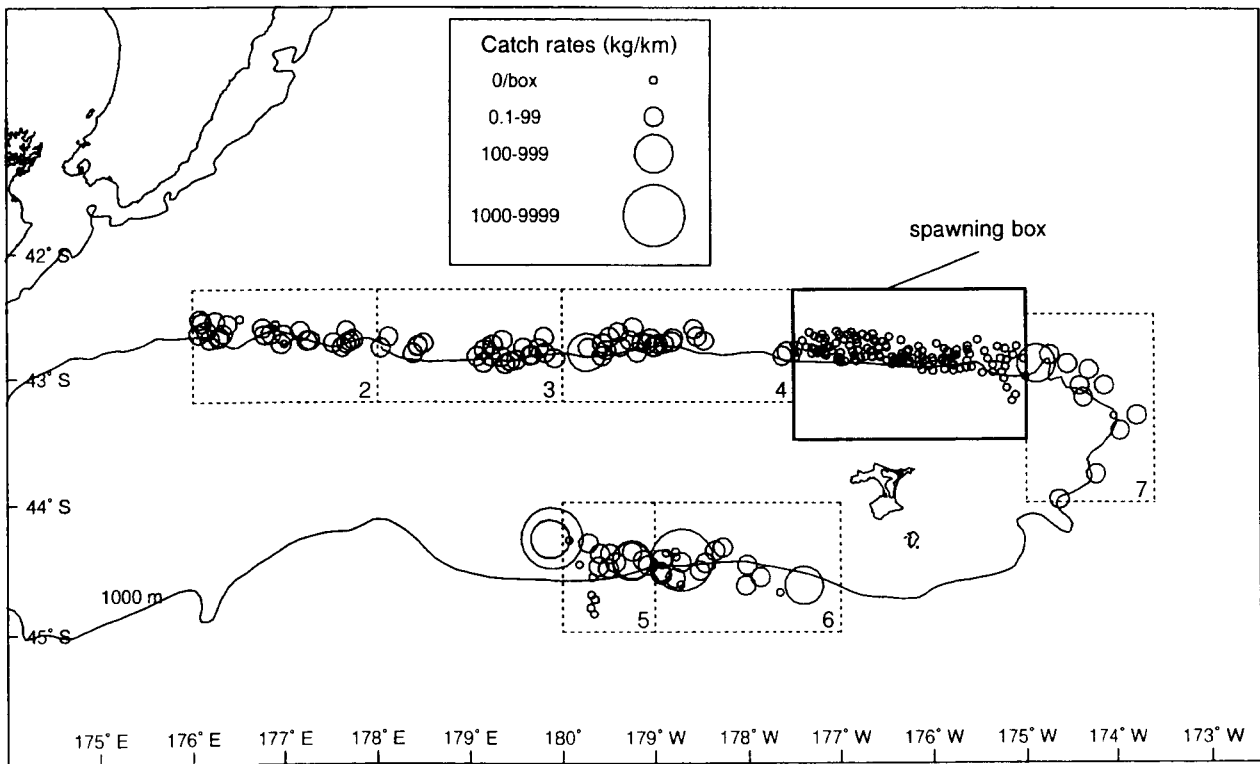 Catch rates (kg/km)
0/box
0.1-99
100-999
1000-9999
spawning box
42° S
43° S
2
3
4
7
44° S
1000 m
5
6
45° S
175° E
176° E
177° E
178° E
179° E
180°
179° W
178° W
177° W
176° W
175° W
174° W
173° W